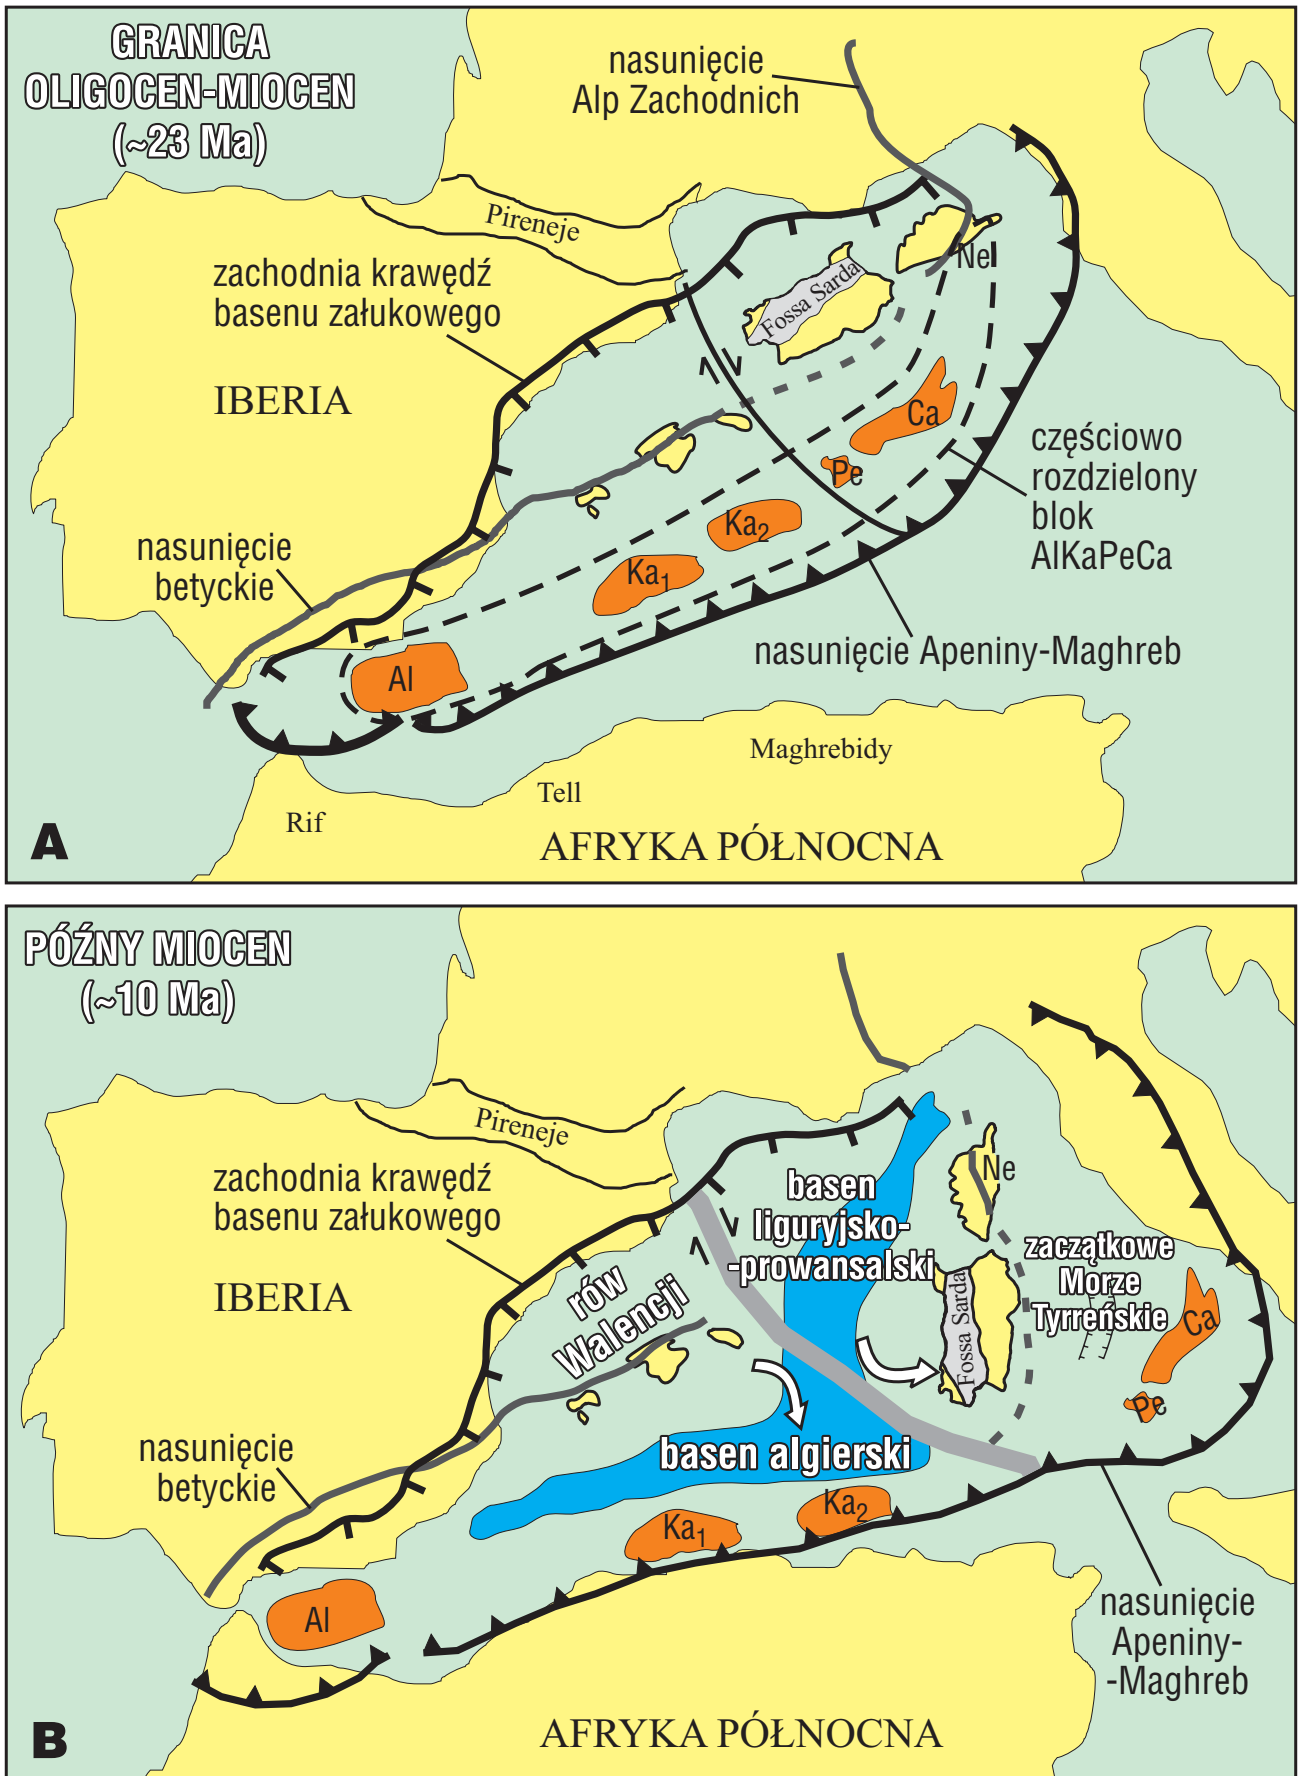 GRANICA
OLIGOCEN-MIOCEN
(~23 Ma)
nasunięcie
Alp Zachodnich
Pireneje
zachodnia krawędź
basenu załukowego
Ne
Fossa Sarda
IBERIA
Ca
częściowo
rozdzielony
blok
AlKaPeCa
Pe
Ka2
nasunięcie
betyckie
Ka1
nasunięcie Apeniny-Maghreb
Al
Maghrebidy
Tell
Rif
AFRYKA PÓŁNOCNA
A
PÓŹNY MIOCEN
(~10 Ma)
Pireneje
zachodnia krawędź
basenu załukowego
basen
liguryjsko-
-prowansalski
Ne
zaczątkowe
Morze
Tyrreńskie
IBERIA
rów
Walencji
Fossa Sarda
Ca
Pe
nasunięcie
betyckie
basen algierski
Ka1
Ka2
Al
nasunięcie
Apeniny-
-Maghreb
AFRYKA PÓŁNOCNA
B